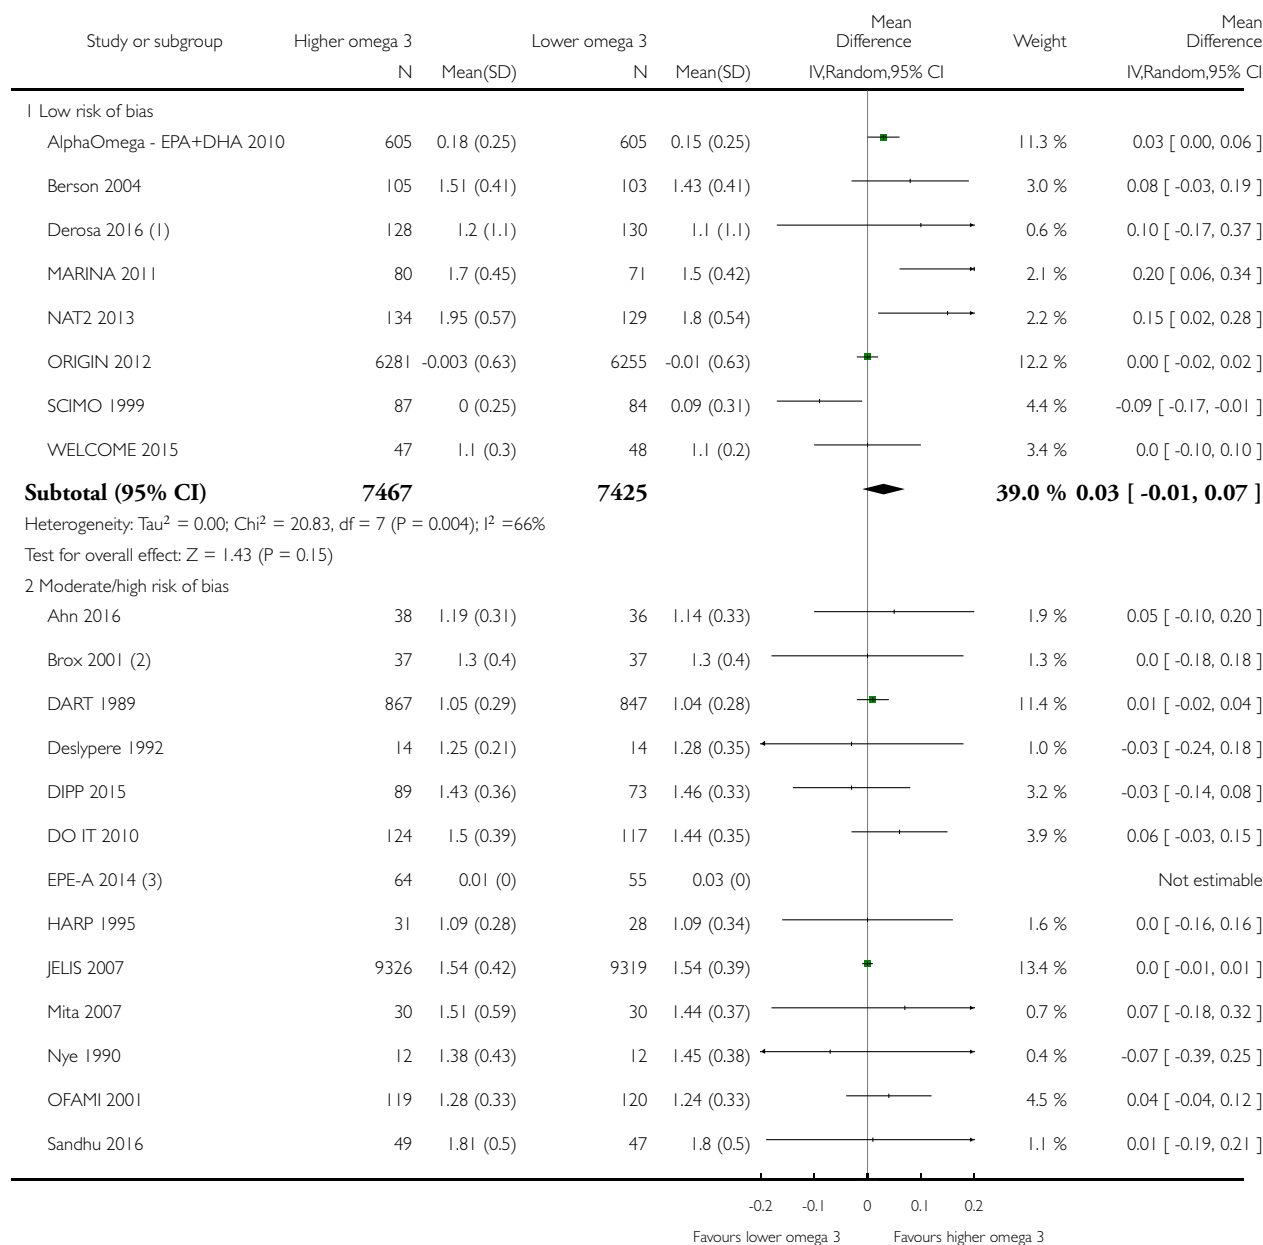 Mean Mean
Study or subgroup Higher omega 3 Lower omega 3 Difference Weight Difference
N Mean(SD) N Mean(SD) IV,Random,95% CI IV,Random,95% CI
1 Low risk of bias
AlphaOmega - EPA+DHA 2010 605 0.18 (0.25) 605 0.15 (0.25) 11.3 % 0.03 [ 0.00, 0.06 ]
Berson 2004 105 1.51 (0.41) 103 1.43 (0.41) 3.0 % 0.08 [ -0.03, 0.19 ]
Derosa 2016 (1) 128 1.2 (1.1) 130 1.1 (1.1) 0.6 % 0.10 [ -0.17, 0.37 ]
MARINA 2011 80 1.7 (0.45) 71 1.5 (0.42) 2.1 % 0.20 [ 0.06, 0.34 ]
NAT2 2013 134 1.95 (0.57) 129 1.8 (0.54) 2.2 % 0.15 [ 0.02, 0.28 ]
ORIGIN 2012 6281 -0.003 (0.63) 6255 -0.01 (0.63) 12.2 % 0.00 [ -0.02, 0.02 ]
SCIMO 1999 87 0 (0.25) 84 0.09 (0.31) 4.4 % -0.09 [ -0.17, -0.01 ]
WELCOME 2015 47 1.1 (0.3) 48 1.1 (0.2) 3.4 % 0.0 [ -0.10, 0.10 ]
Subtotal (95% CI) 7467 7425 39.0 % 0.03 [ -0.01, 0.07 ]
Heterogeneity: Tau² = 0.00; Chi² = 20.83, df = 7 (P = 0.004); I² =66%
Test for overall effect: Z = 1.43 (P = 0.15)
2 Moderate/high risk of bias
Ahn 2016 38 1.19 (0.31) 36 1.14 (0.33) 1.9 % 0.05 [ -0.10, 0.20 ]
Brox 2001 (2) 37 1.3 (0.4) 37 1.3 (0.4) 1.3 % 0.0 [ -0.18, 0.18 ]
DART 1989 867 1.05 (0.29) 847 1.04 (0.28) 11.4 % 0.01 [ -0.02, 0.04 ]
Deslypere 1992 14 1.25 (0.21) 14 1.28 (0.35) 1.0 % -0.03 [ -0.24, 0.18 ]
DIPP 2015 89 1.43 (0.36) 73 1.46 (0.33) 3.2 % -0.03 [ -0.14, 0.08 ]
DO IT 2010 124 1.5 (0.39) 117 1.44 (0.35) 3.9 % 0.06 [ -0.03, 0.15 ]
EPE-A 2014 (3) 64 0.01 (0) 55 0.03 (0) Not estimable
HARP 1995 31 1.09 (0.28) 28 1.09 (0.34) 1.6 % 0.0 [ -0.16, 0.16 ]
JELIS 2007 9326 1.54 (0.42) 9319 1.54 (0.39) 13.4 % 0.0 [ -0.01, 0.01 ]
Mita 2007 30 1.51 (0.59) 30 1.44 (0.37) 0.7 % 0.07 [ -0.18, 0.32 ]
Nye 1990 12 1.38 (0.43) 12 1.45 (0.38) 0.4 % -0.07 [ -0.39, 0.25 ]
OFAMI 2001 119 1.28 (0.33) 120 1.24 (0.33) 4.5 % 0.04 [ -0.04, 0.12 ]
Sandhu 2016 49 1.81 (0.5) 47 1.8 (0.5) 1.1 % 0.01 [ -0.19, 0.21 ]
-0.2 -0.1 0 0.1 0.2
Favours lower omega 3 Favours higher omega 3